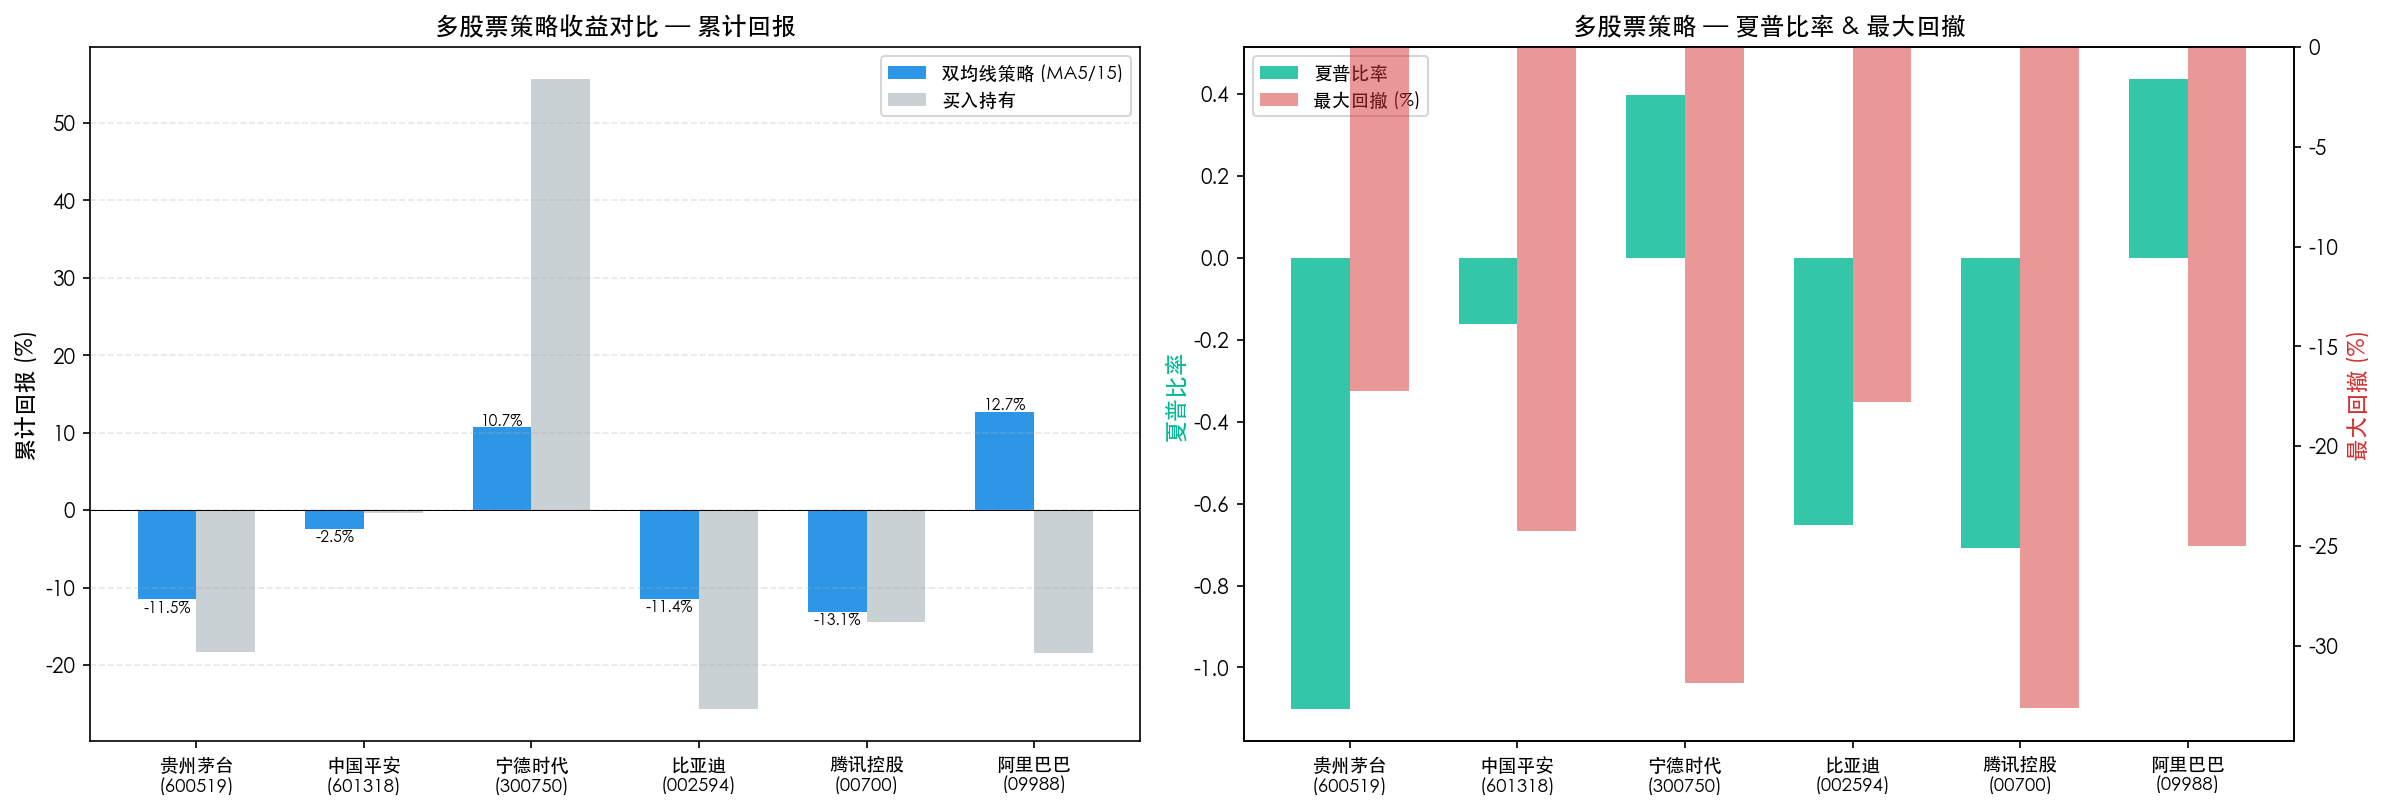 多股票策略收益对比 — 累计回报
双均线策略 (MA5/15)
买入持有
累计回报 (%)
50
40
30
20
10
0
-10
-20
-11.5%
-2.5%
10.7%
-11.4%
-13.1%
12.7%
贵州茅台
(600519)
中国平安
(601318)
宁德时代
(300750)
比亚迪
(002594)
腾讯控股
(00700)
阿里巴巴
(09988)
多股票策略 — 夏普比率 & 最大回撤
夏普比率
最大回撤 (%)
夏普比率
0.4
0.2
0.0
-0.2
-0.4
-0.6
-0.8
-1.0
0
-5
-10
-15
-20
-25
-30
最大回撤 (%)
贵州茅台
(600519)
中国平安
(601318)
宁德时代
(300750)
比亚迪
(002594)
腾讯控股
(00700)
阿里巴巴
(09988)